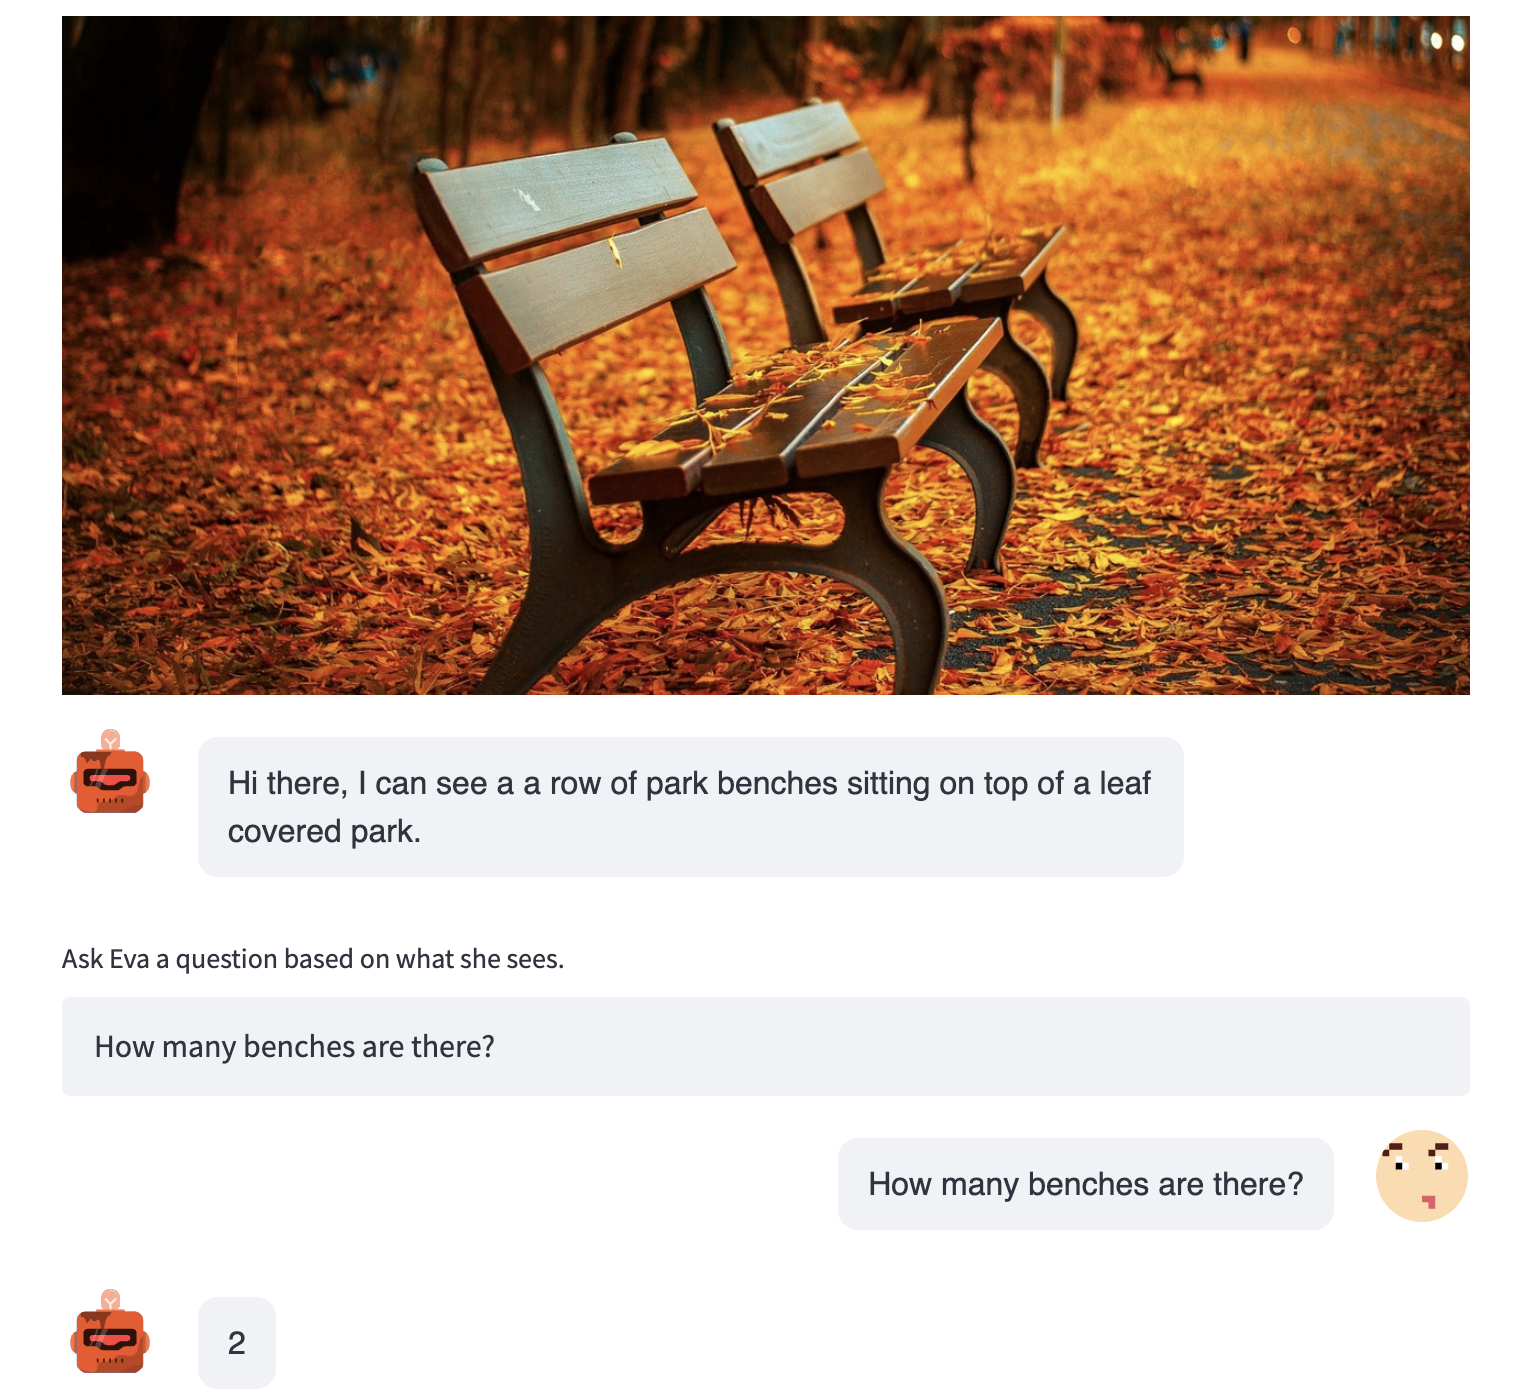 Hi there, I can see a a row of park benches sitting on top of a leaf
covered park.
Ask Eva a question based on what she sees.
How many benches are there?
How many benches are there?
2